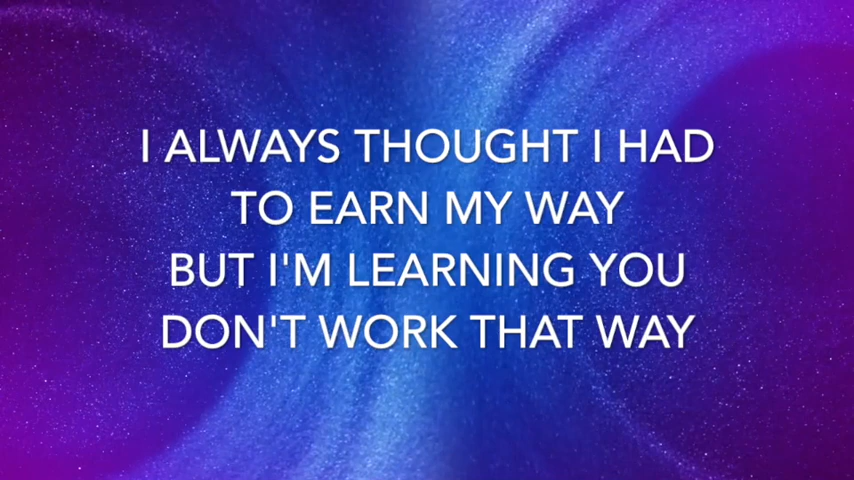 I ALWAYS THOUGHT I HAD
TO EARN MY WAY
BUT I'M LEARNING YOU
DON'T WORK THAT WAY